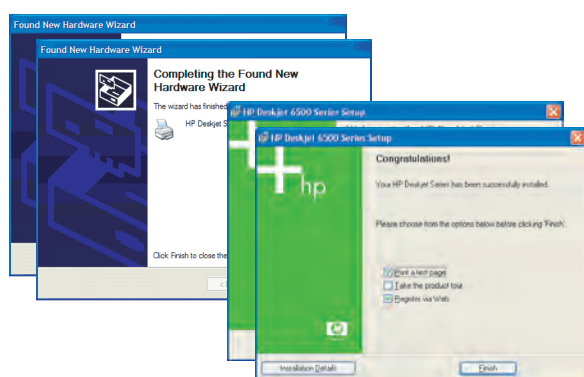 Found New Hardware Wizard
Found New Hardware Wizard
Completing the Found New
Hardware Wizard
The wizard has finished
HP Deskjet S
Click Finish to close the
HP Deskjet 6500 Series Setup
HP Deskjet 6500 Series Setup
hp
Congratulations!
Your HP Deskjet Series has been successfully installed.
Please choose from the options below before clicking 'Finish'.
Print a test page
Take the product tour
Register via Web
Installation Details
Finish